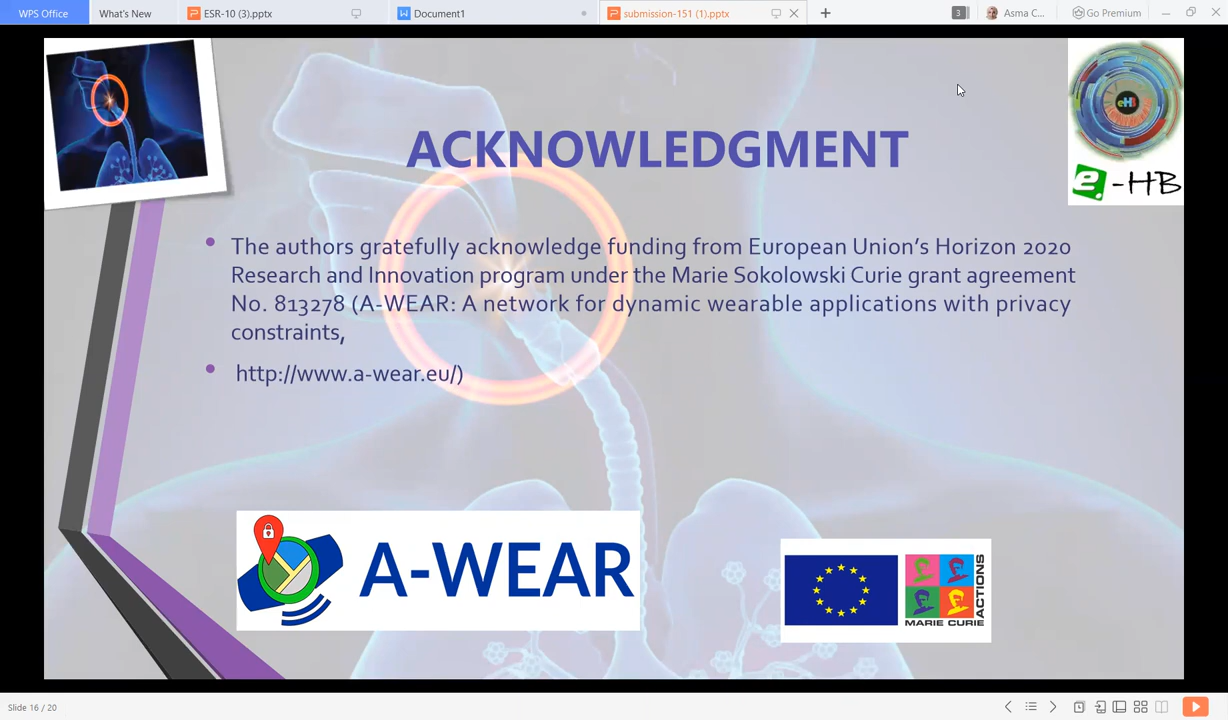 WPS Office
What's New
ESR-10 (3).pptx
Document1
submission-151 (1).pptx
3
Asma C...
Go Premium
eHB
e-HB
ACKNOWLEDGMENT
• The authors gratefully acknowledge funding from European Union's Horizon 2020
Research and Innovation program under the Marie Sokolowski Curie grant agreement
No. 813278 (A-WEAR: A network for dynamic wearable applications with privacy
constraints,
• http://www.a-wear.eu/)
A-WEAR
MARIE CURIE
ACTIONS
Slide 16 / 20